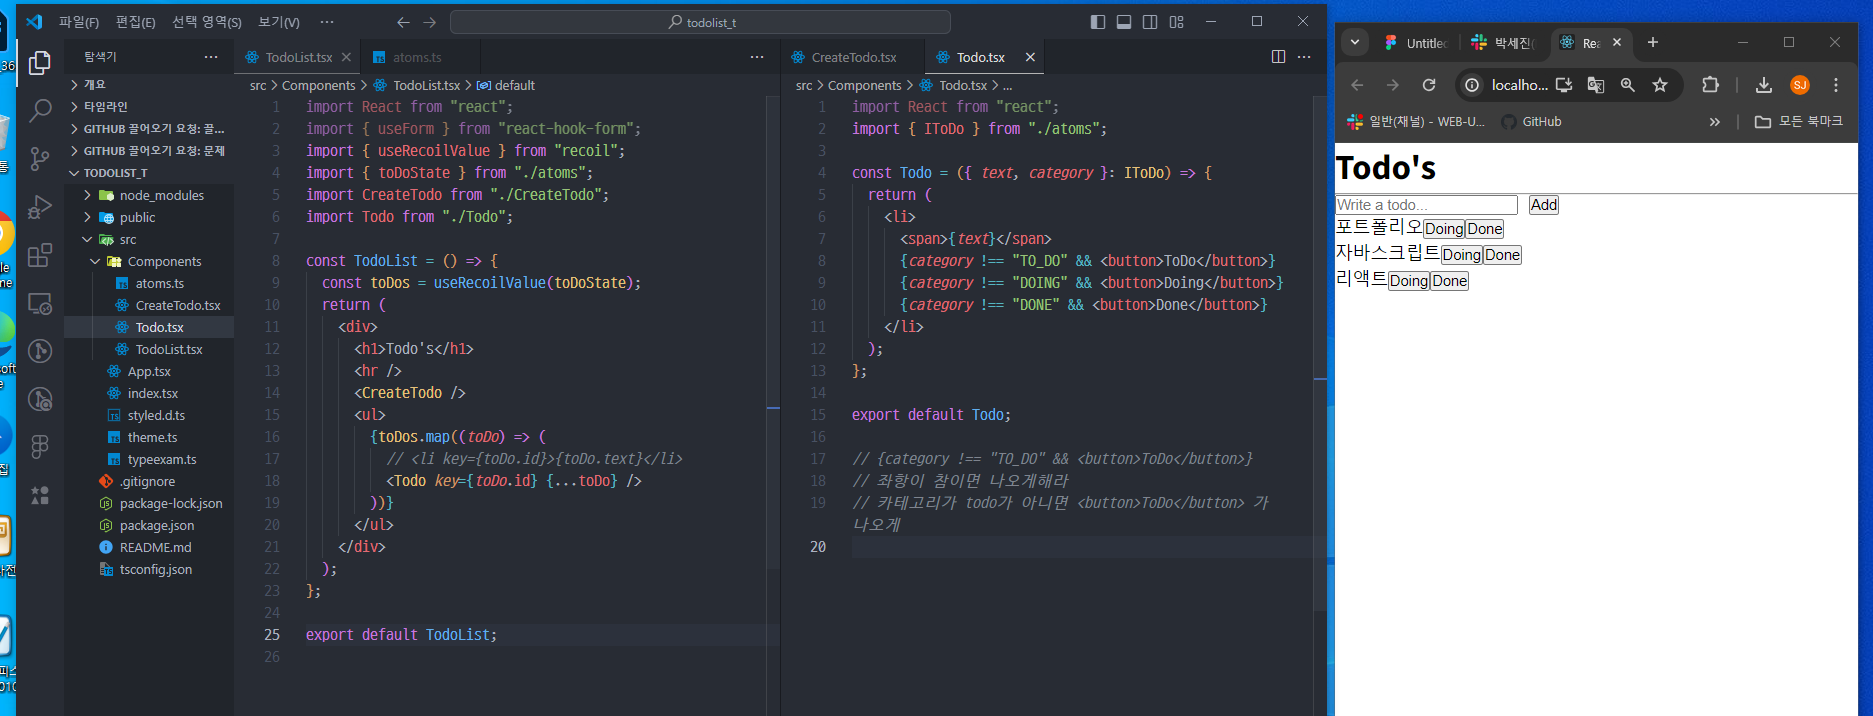 파일(F) 편집(E) 선택 영역(S) 보기(V) ···
todolist_t
탐색기 ···
개요
타임라인
GITHUB 끌어오기 요청: 끌...
GITHUB 끌어오기 요청: 문제
TODOLIST_T
node_modules
public
src
Components
atoms.ts
CreateTodo.tsx
Todo.tsx
TodoList.tsx
App.tsx
index.tsx
styled.d.ts
theme.ts
typeexam.ts
.gitignore
package-lock.json
package.json
README.md
tsconfig.json
TodoList.tsx
atoms.ts
src > Components > TodoList.tsx > default
1 import React from "react";
2 import { useForm } from "react-hook-form";
3 import { useRecoilValue } from "recoil";
4 import { toDoState } from "./atoms";
5 import CreateTodo from "./CreateTodo";
6 import Todo from "./Todo";
7
8 const TodoList = () => {
9 const toDos = useRecoilValue(toDoState);
10 return (
11 <div>
12 <h1>Todo's</h1>
13 <hr />
14 <CreateTodo />
15 <ul>
16 {toDos.map((toDo) => (
17 // <li key={toDo.id}>{toDo.text}</li>
18 <Todo key={toDo.id} {...toDo} />
19 ))}
20 </ul>
21 </div>
22 );
23 };
24
25 export default TodoList;
26
CreateTodo.tsx
Todo.tsx
src > Components > Todo.tsx > ...
1 import React from "react";
2 import { IToDo } from "./atoms";
3
4 const Todo = ({ text, category }: IToDo) => {
5 return (
6 <li>
7 <span>{text}</span>
8 {category !== "TO_DO" && <button>ToDo</button>}
9 {category !== "DOING" && <button>Doing</button>}
10 {category !== "DONE" && <button>Done</button>}
11 </li>
12 );
13 };
14
15 export default Todo;
16
17 // {category !== "TO_DO" && <button>ToDo</button>}
18 // 좌항이 참이면 나오게해라
19 // 카테고리가 todo가 아니면 <button>ToDo</button> 가
나오게
20
Untitled
박세진(
Rea
localho...
SJ
일반(채널) - WEB-U...
GitHub
모든 북마크
Todo's
Write a todo... Add
포트폴리오 Doing Done
자바스크립트 Doing Done
리액트 Doing Done